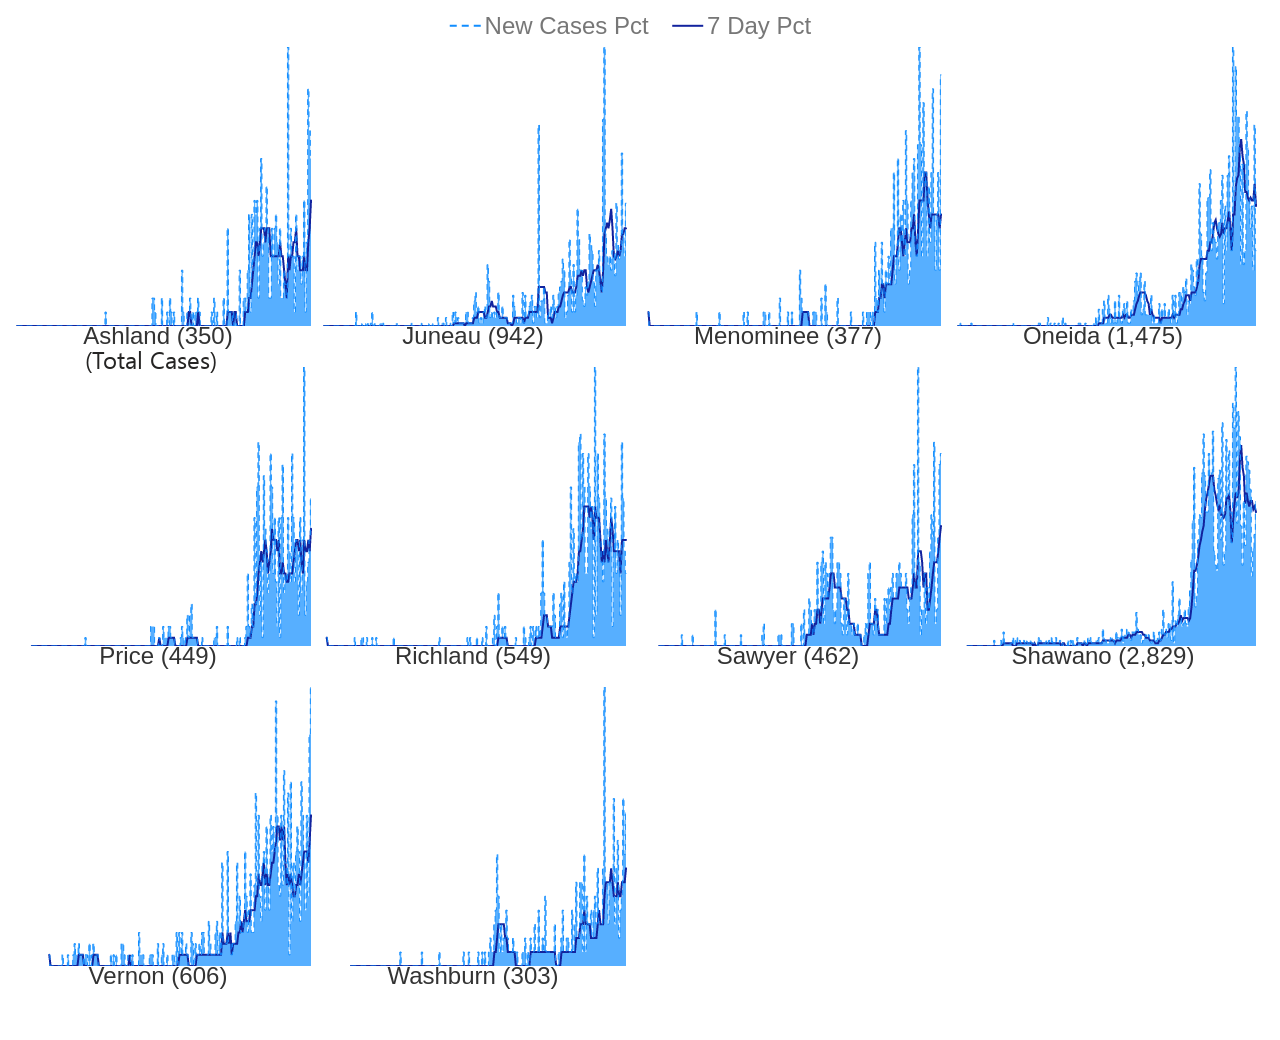 New Cases Pct 7 Day Pct
Ashland (350) Juneau (942) Menominee (377) Oneida (1,475)
(Total Cases)
Price (449) Richland (549) Sawyer (462) Shawano (2,829)
Vernon (606) Washburn (303)